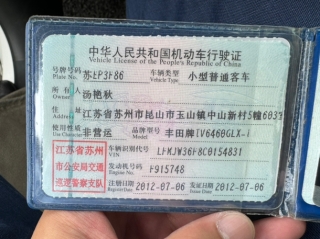 中华人民共和国机动车行驶证
Vehicle License of the People's Republic of China
号牌号码 苏EP3F86 车辆类型 小型普通客车
Plate No. Vehicle Type
所有人 汤艳秋
Owner
住址 江苏省苏州市昆山市玉山镇中山新村5幢603室
Address
使用性质 非营运 品牌型号 丰田牌IV6460GLX-i
Use Character Model
江苏省苏州市公安局交通巡逻警察支队
车辆识别代号 LFMJW36F8C0154831
VIN
发动机号码 F915748
Engine No.
注册日期 2012-07-06 发证日期 2012-07-06
Register Date Issue Date